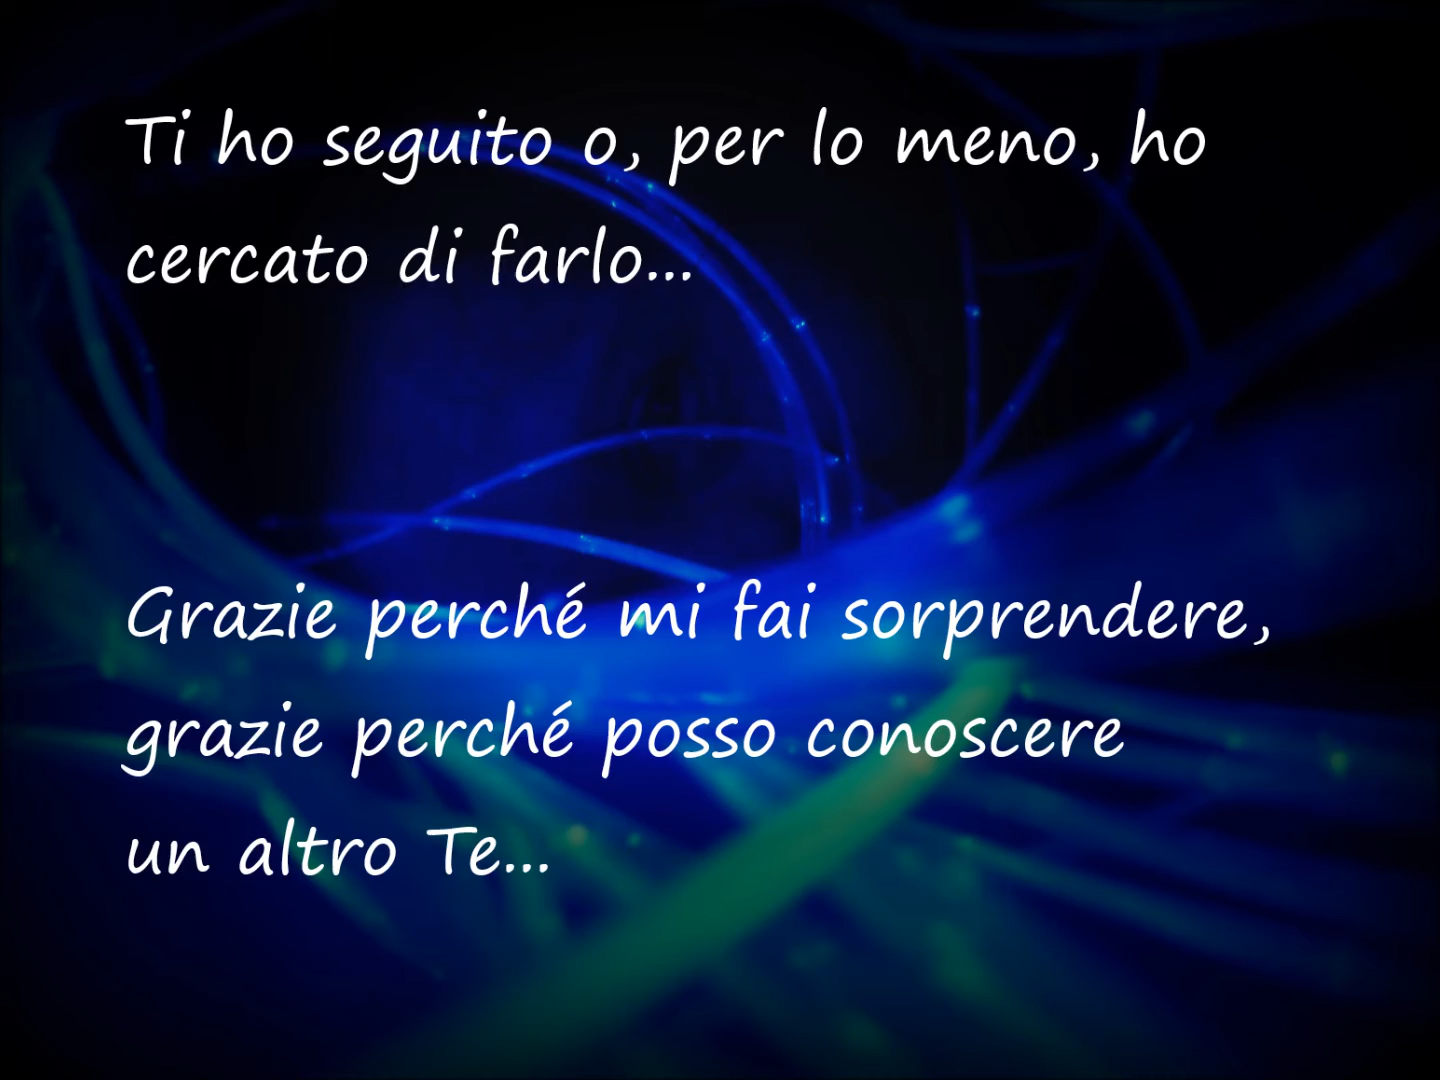 Ti ho seguito o, per lo meno, ho
cercato di farlo...
Grazie perché mi fai sorprendere,
grazie perché posso conoscere
un altro Te...